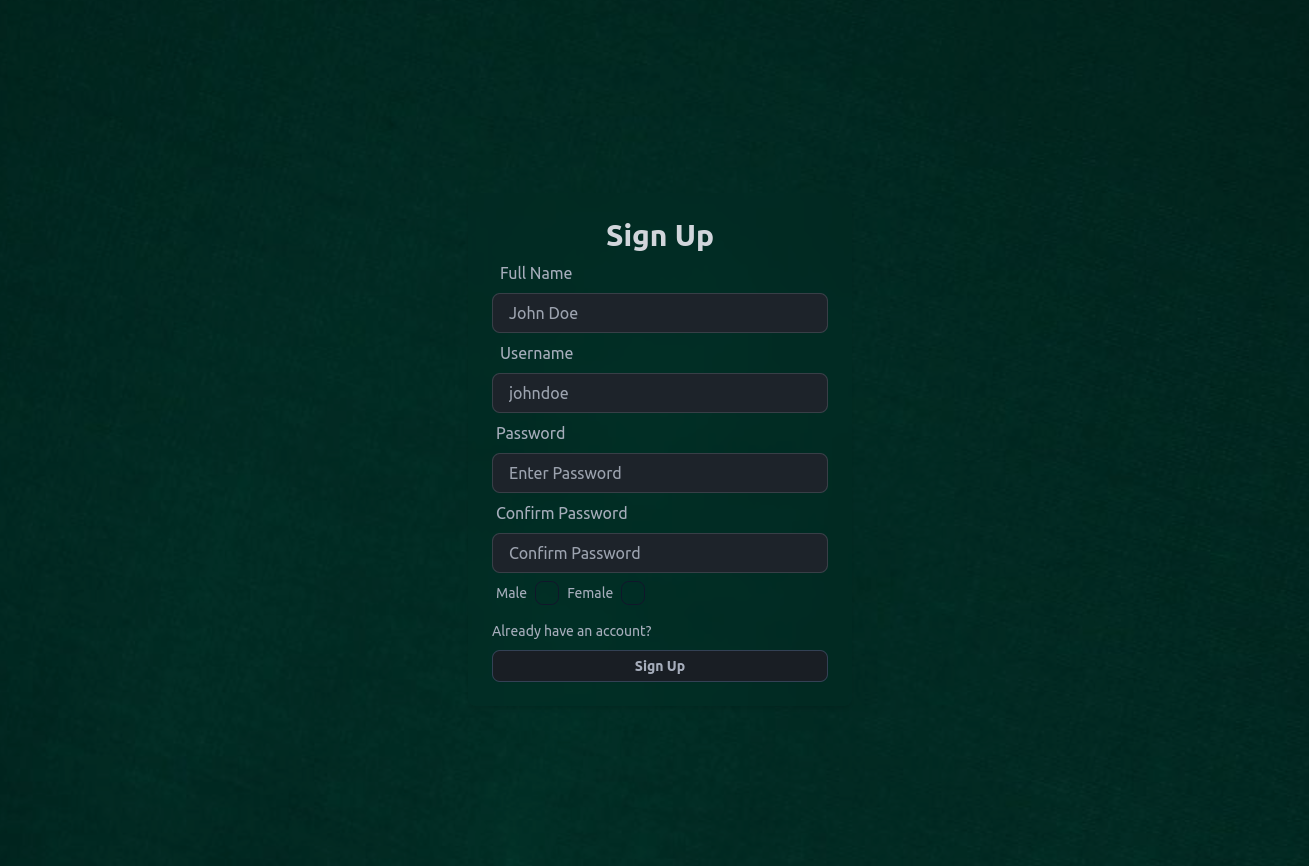 Sign Up
Full Name
John Doe
Username
johndoe
Password
Enter Password
Confirm Password
Confirm Password
Male Female
Already have an account?
Sign Up